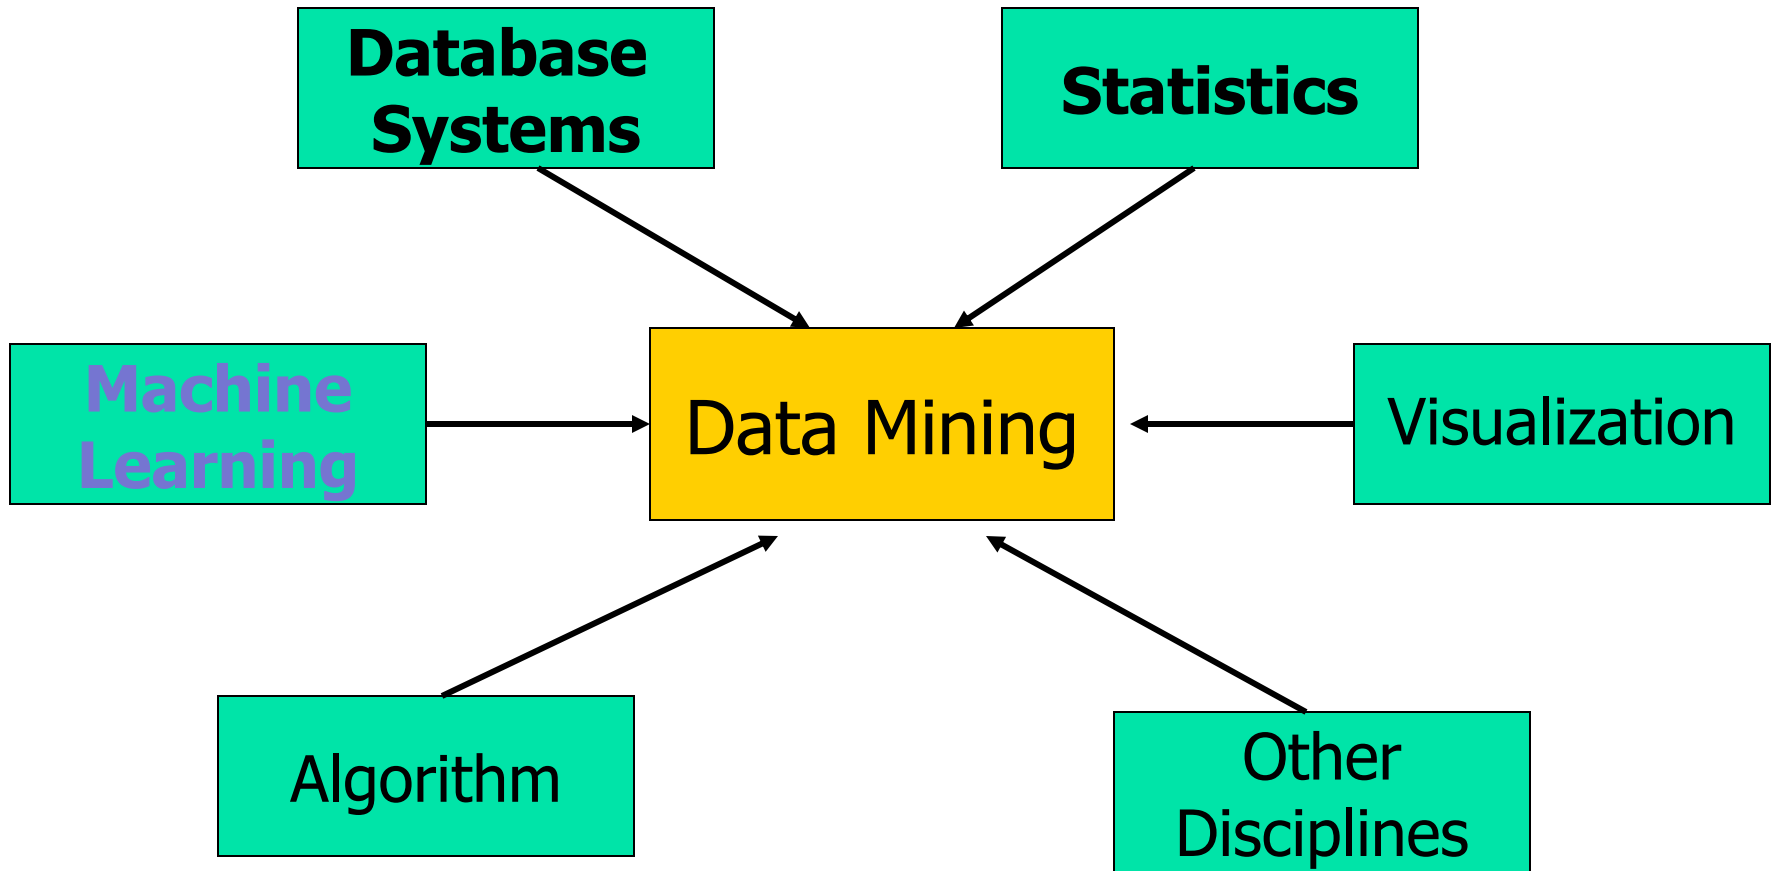 Database
Systems
Statistics
Machine
Learning
Data Mining
Visualization
Algorithm
Other
Disciplines